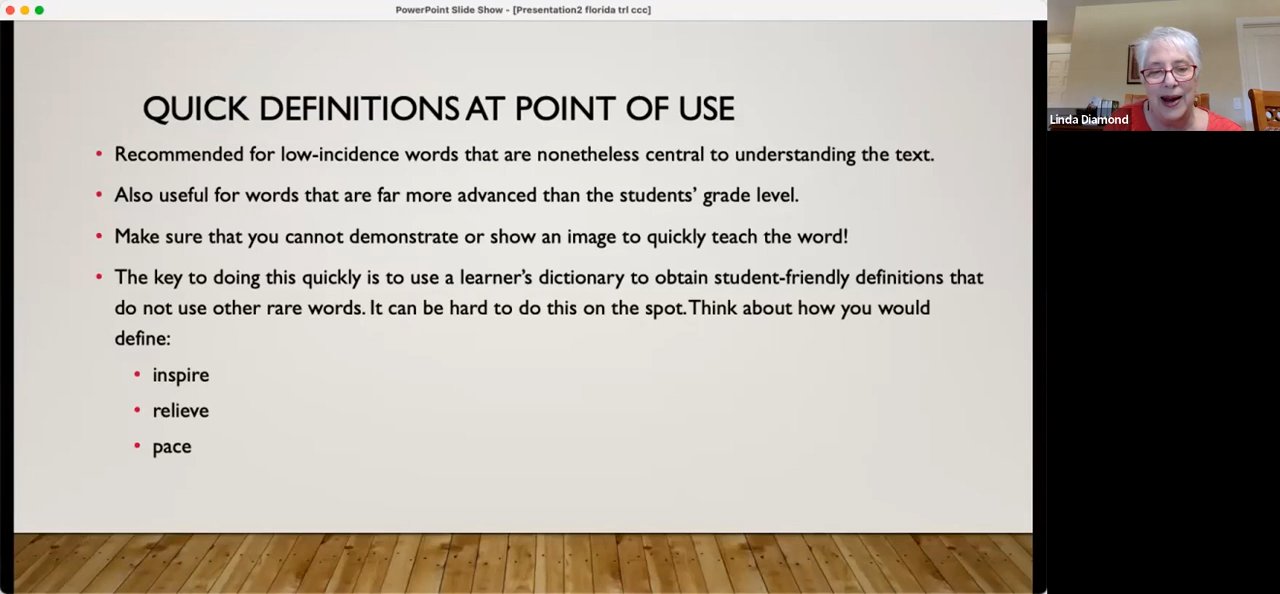 PowerPoint Slide Show - [Presentation2 florida trl ccc]
QUICK DEFINITIONS AT POINT OF USE
• Recommended for low-incidence words that are nonetheless central to understanding the text.
• Also useful for words that are far more advanced than the students’ grade level.
• Make sure that you cannot demonstrate or show an image to quickly teach the word!
• The key to doing this quickly is to use a learner’s dictionary to obtain student-friendly definitions that
do not use other rare words. It can be hard to do this on the spot. Think about how you would
define:
• inspire
• relieve
• pace
Linda Diamond